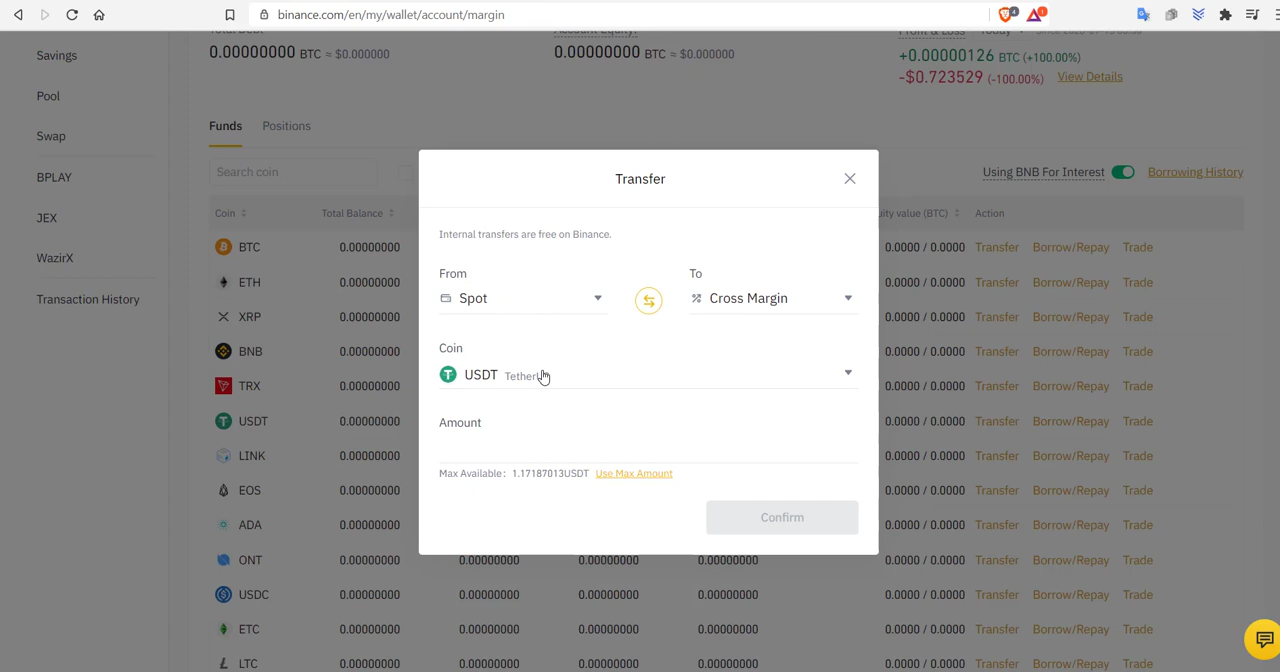 binance.com/en/my/wallet/account/margin
4
1
Savings
Pool
Swap
BPLAY
JEX
WazirX
Transaction History
0.00000000 BTC ≈ $0.000000
0.00000000 BTC ≈ $0.000000
+0.00000126 BTC (+100.00%)
-$0.723529 (-100.00%) View Details
Funds Positions
Search coin
Using BNB For Interest Borrowing History
Coin Total Balance uity value (BTC) Action
BTC 0.00000000 0.0000 / 0.0000 Transfer Borrow/Repay Trade
ETH 0.00000000 0.0000 / 0.0000 Transfer Borrow/Repay Trade
XRP 0.00000000 0.0000 / 0.0000 Transfer Borrow/Repay Trade
BNB 0.00000000 0.0000 / 0.0000 Transfer Borrow/Repay Trade
TRX 0.00000000 0.0000 / 0.0000 Transfer Borrow/Repay Trade
USDT 0.00000000 0.0000 / 0.0000 Transfer Borrow/Repay Trade
LINK 0.00000000 0.0000 / 0.0000 Transfer Borrow/Repay Trade
EOS 0.00000000 0.0000 / 0.0000 Transfer Borrow/Repay Trade
ADA 0.00000000 0.0000 / 0.0000 Transfer Borrow/Repay Trade
ONT 0.00000000 0.00000000 0.00000000 0.00000000 0.0000 / 0.0000 Transfer Borrow/Repay Trade
USDC 0.00000000 0.00000000 0.00000000 0.00000000 0.0000 / 0.0000 Transfer Borrow/Repay Trade
ETC 0.00000000 0.00000000 0.00000000 0.00000000 0.0000 / 0.0000 Transfer Borrow/Repay Trade
LTC 0.00000000 0.00000000 0.00000000 0.00000000 0.0000 / 0.0000 Transfer Borrow/Repay Trade
Transfer
Internal transfers are free on Binance.
From To
Spot Cross Margin
Coin
USDT Tether
Amount
Max Available: 1.17187013USDT Use Max Amount
Confirm